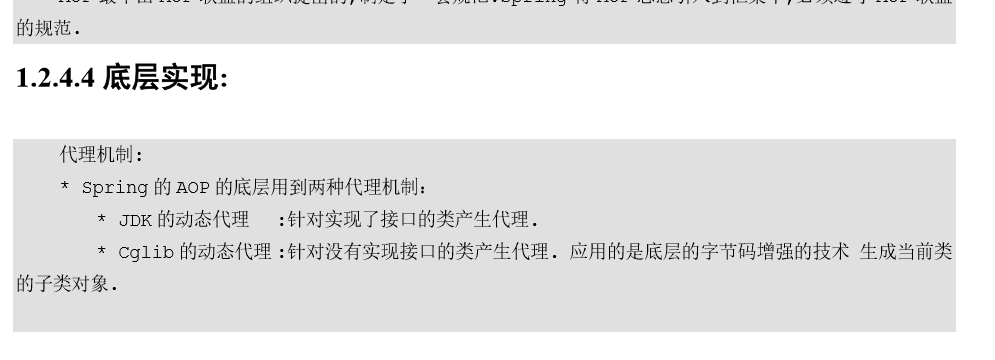 的规范.
1.2.4.4 底层实现:
代理机制:
* Spring 的 AOP 的底层用到两种代理机制:
* JDK 的动态代理 :针对实现了接口的类产生代理.
* Cglib 的动态代理 :针对没有实现接口的类产生代理. 应用的是底层的字节码增强的技术 生成当前类
的子类对象.